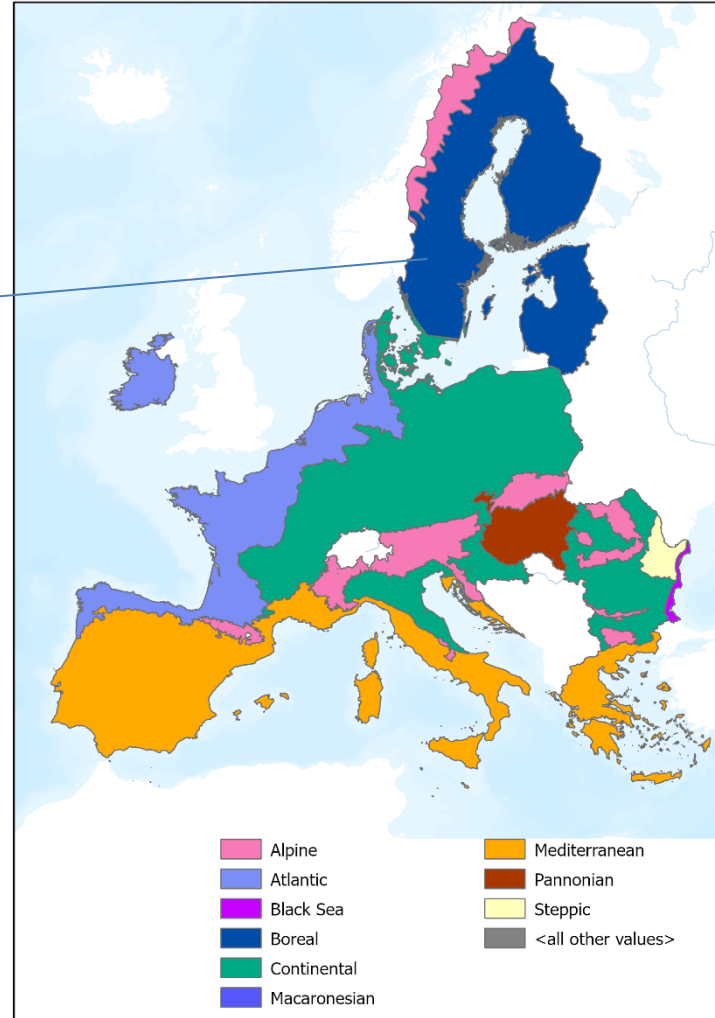 Alpine
Atlantic
Black Sea
Boreal
Continental
Macaronesian
Mediterranean
Pannonian
Steppic
<all other values>